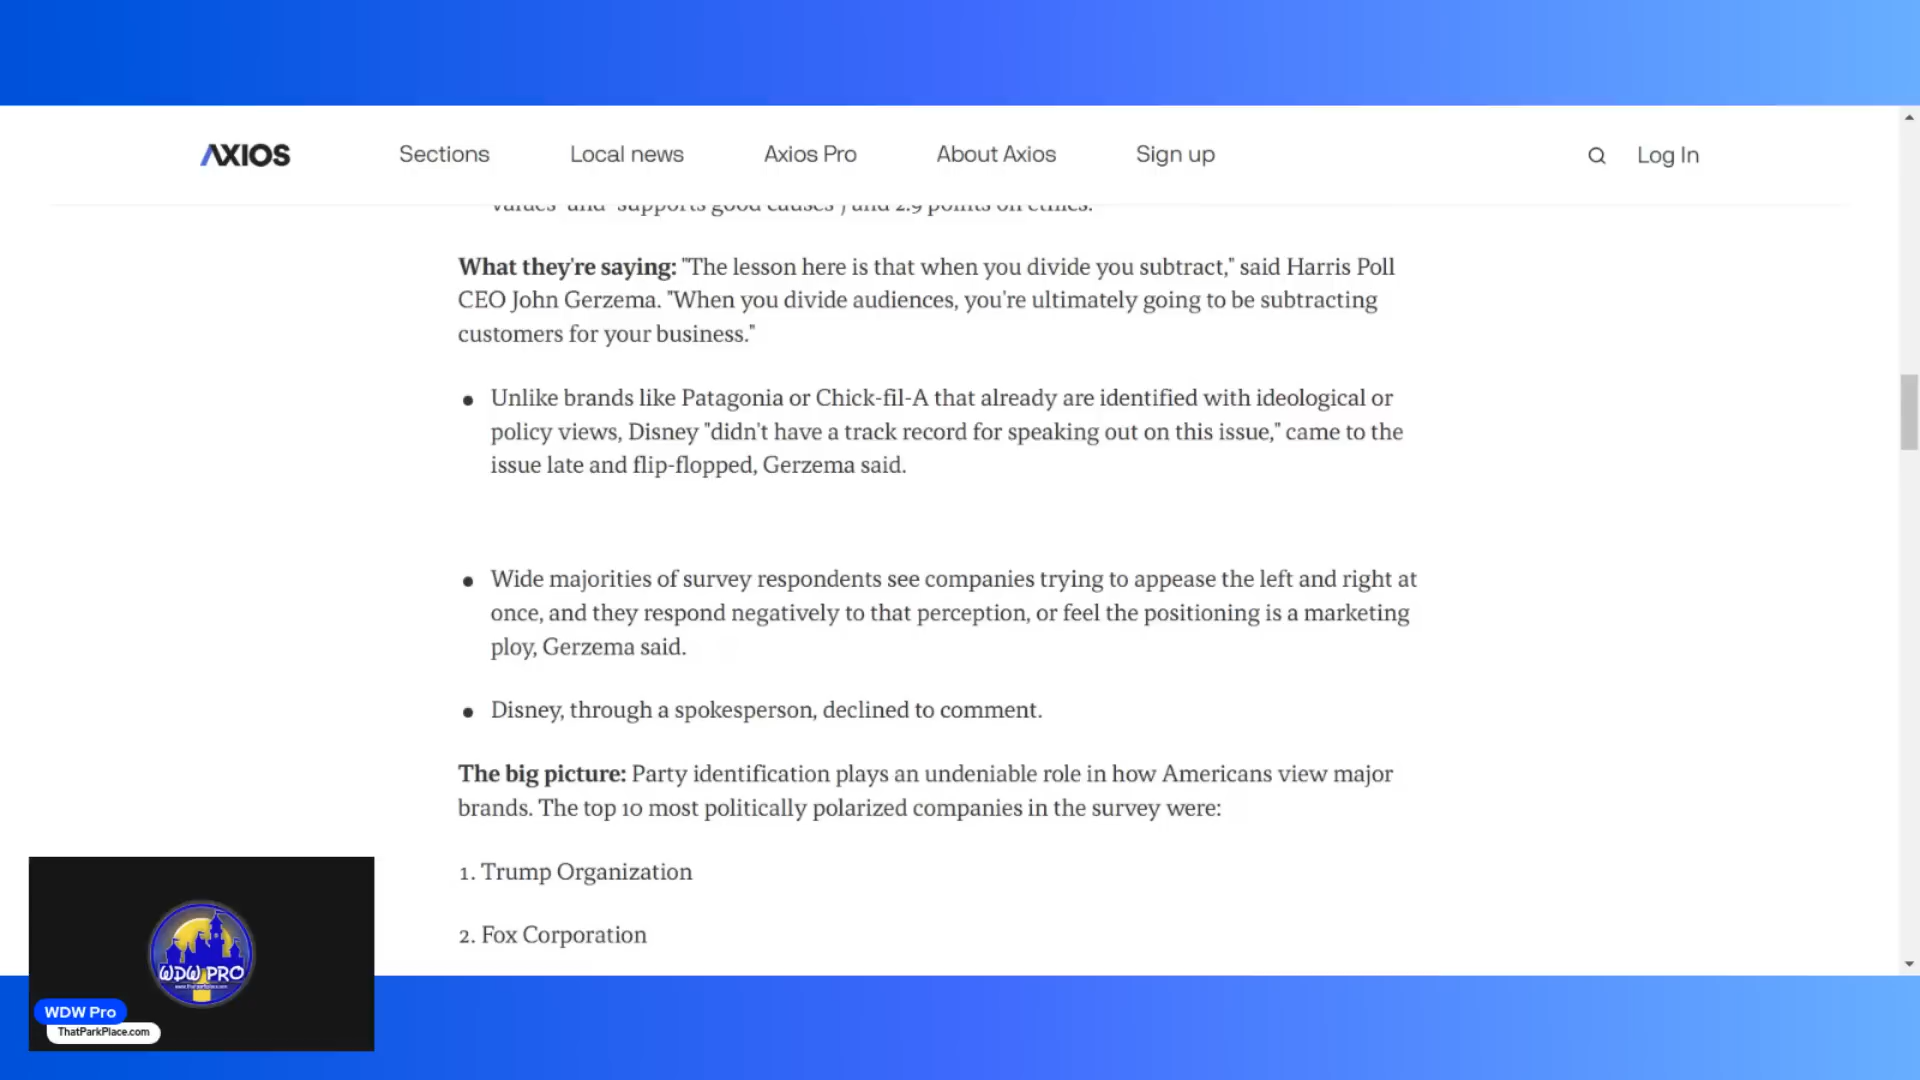 AXIOS Sections Local news Axios Pro About Axios Sign up Log In
values" and "supports good causes") and 2.9 points on ethics.
What they're saying: "The lesson here is that when you divide you subtract," said Harris Poll
CEO John Gerzema. "When you divide audiences, you're ultimately going to be subtracting
customers for your business."
● Unlike brands like Patagonia or Chick-fil-A that already are identified with ideological or
policy views, Disney "didn't have a track record for speaking out on this issue," came to the
issue late and flip-flopped, Gerzema said.
● Wide majorities of survey respondents see companies trying to appease the left and right at
once, and they respond negatively to that perception, or feel the positioning is a marketing
ploy, Gerzema said.
● Disney, through a spokesperson, declined to comment.
The big picture: Party identification plays an undeniable role in how Americans view major
brands. The top 10 most politically polarized companies in the survey were:
1. Trump Organization
2. Fox Corporation
WDW PRO
www.thatparkplace.com
WDW Pro
ThatParkPlace.com